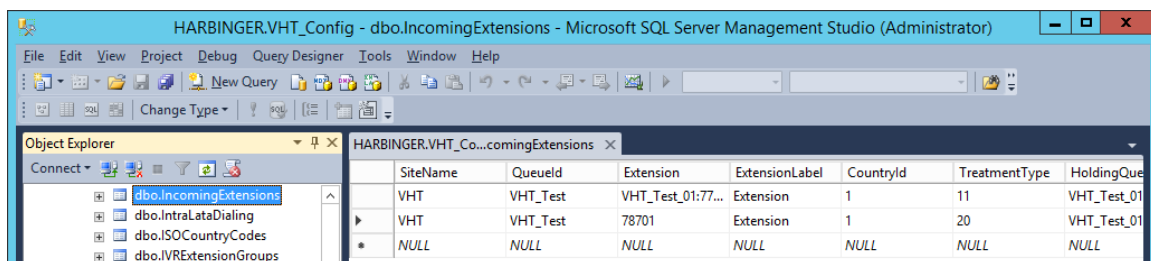 HARBINGER.VHT_Config - dbo.IncomingExtensions - Microsoft SQL Server Management Studio (Administrator)
File Edit View Project Debug Query Designer Tools Window Help
New Query
Change Type
Object Explorer
HARBINGER.VHT_Co...comingExtensions
Connect
SiteName QueueId Extension ExtensionLabel CountryId TreatmentType HoldingQue
dbo.IncomingExtensions VHT VHT_Test VHT_Test_01:77... Extension 1 11 VHT_Test_01
dbo.IntraLataDialing VHT VHT_Test 78701 Extension 1 20 VHT_Test_01
dbo.ISOCountryCodes NULL NULL NULL NULL NULL NULL NULL
dbo.IVRExtensionGroups